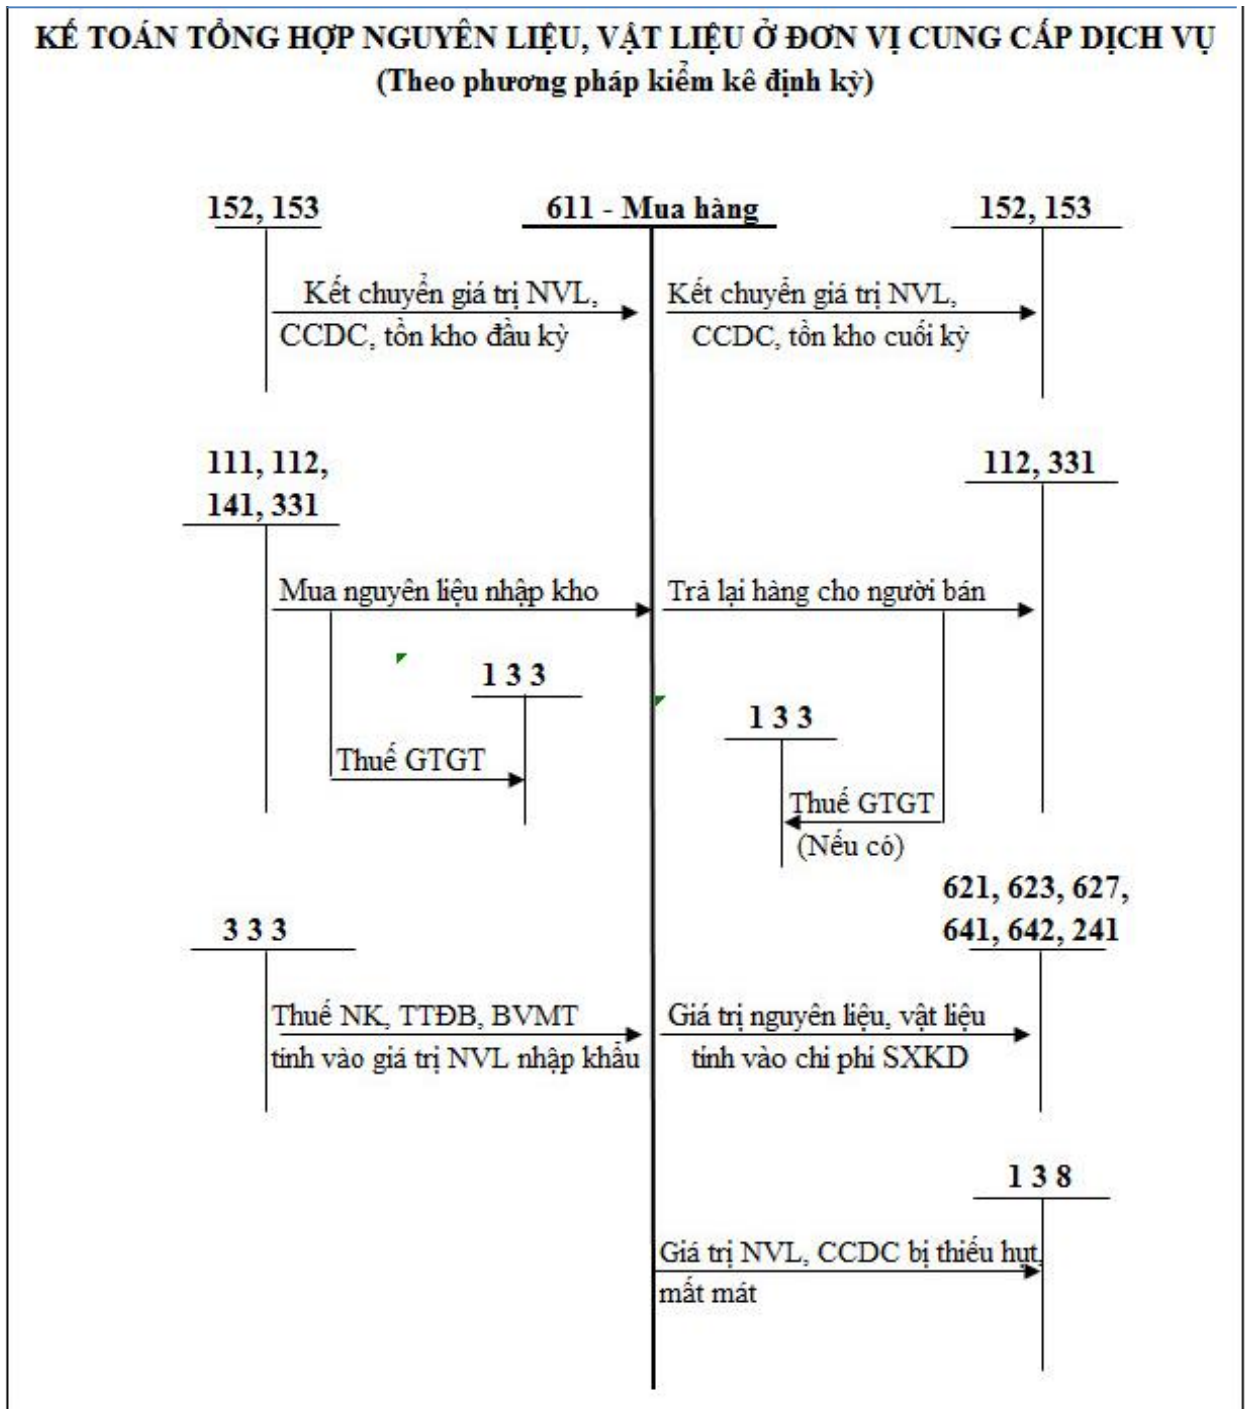 KẾ TOÁN TỔNG HỢP NGUYÊN LIỆU, VẬT LIỆU Ở ĐƠN VỊ CUNG CẤP DỊCH VỤ
(Theo phương pháp kiểm kê định kỳ)
152, 153
611 - Mua hàng
152, 153
Kết chuyển giá trị NVL,
CCDC, tồn kho đầu kỳ
Kết chuyển giá trị NVL,
CCDC, tồn kho cuối kỳ
111, 112,
141, 331
112, 331
Mua nguyên liệu nhập kho
Trả lại hàng cho người bán
1 3 3
Thuế GTGT
1 3 3
Thuế GTGT
(Nếu có)
3 3 3
621, 623, 627,
641, 642, 241
Thuế NK, TTĐB, BVMT
tính vào giá trị NVL nhập khẩu
Giá trị nguyên liệu, vật liệu
tính vào chi phí SXKD
1 3 8
Giá trị NVL, CCDC bị thiếu hụt,
mất mát